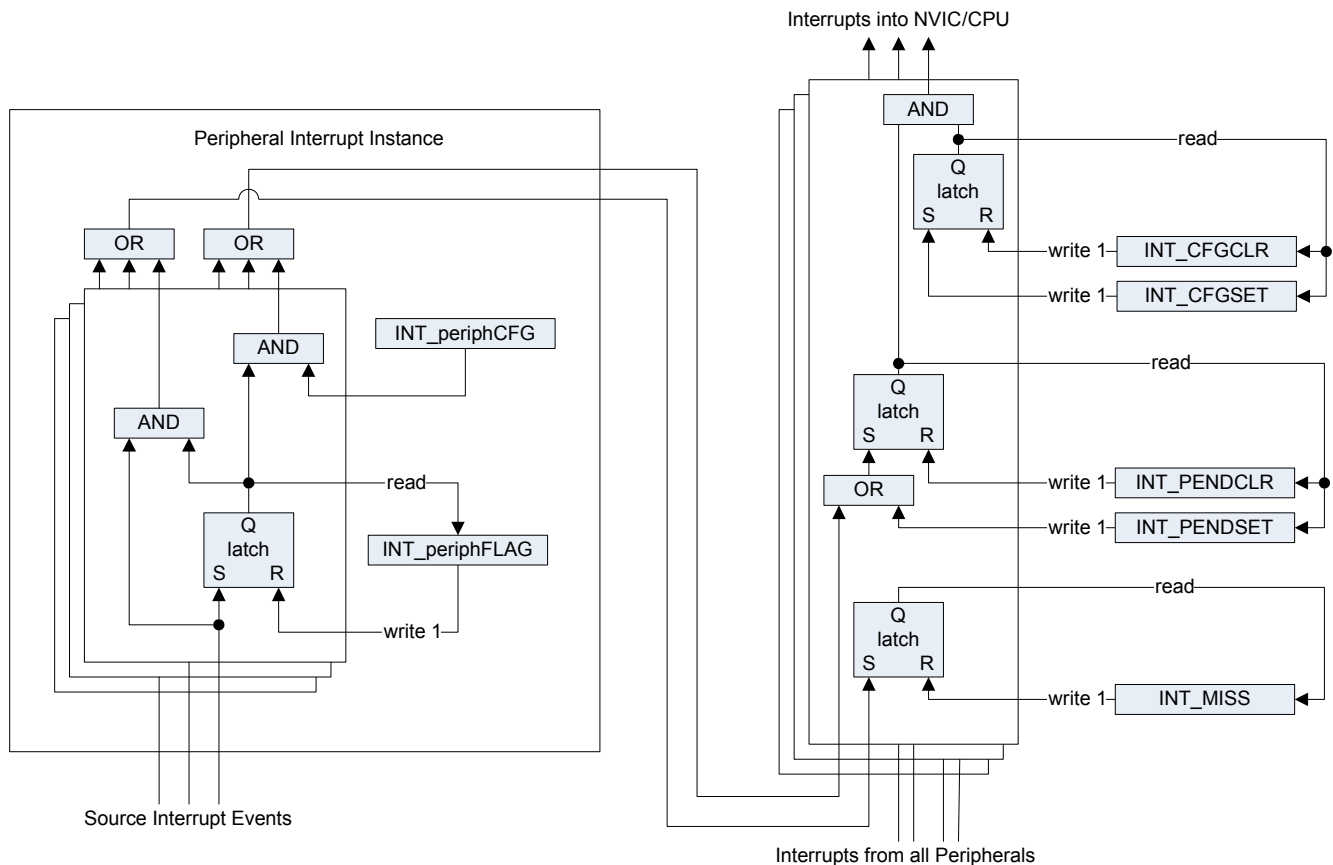 Interrupts into NVIC/CPU
Peripheral Interrupt Instance
OR
OR
AND
INT_periphCFG
AND
read
Q
latch
S R
INT_periphFLAG
write 1
Source Interrupt Events
AND
read
Q
latch
S R
write 1
INT_CFGCLR
write 1
INT_CFGSET
read
Q
latch
S R
OR
write 1
INT_PENDCLR
write 1
INT_PENDSET
read
Q
latch
S R
write 1
INT_MISS
Interrupts from all Peripherals